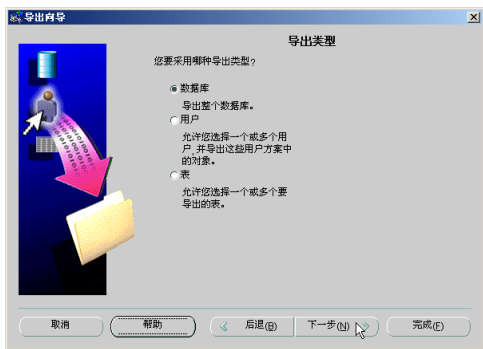 导出向导
导出类型
您要采用哪种导出类型?
数据库
导出整个数据库。
用户
允许您选择一个或多个用
户,并导出这些用户方案中
的对象。
表
允许您选择一个或多个要
导出的表。
取消 帮助 后退(B) 下一步(N) 完成(F)